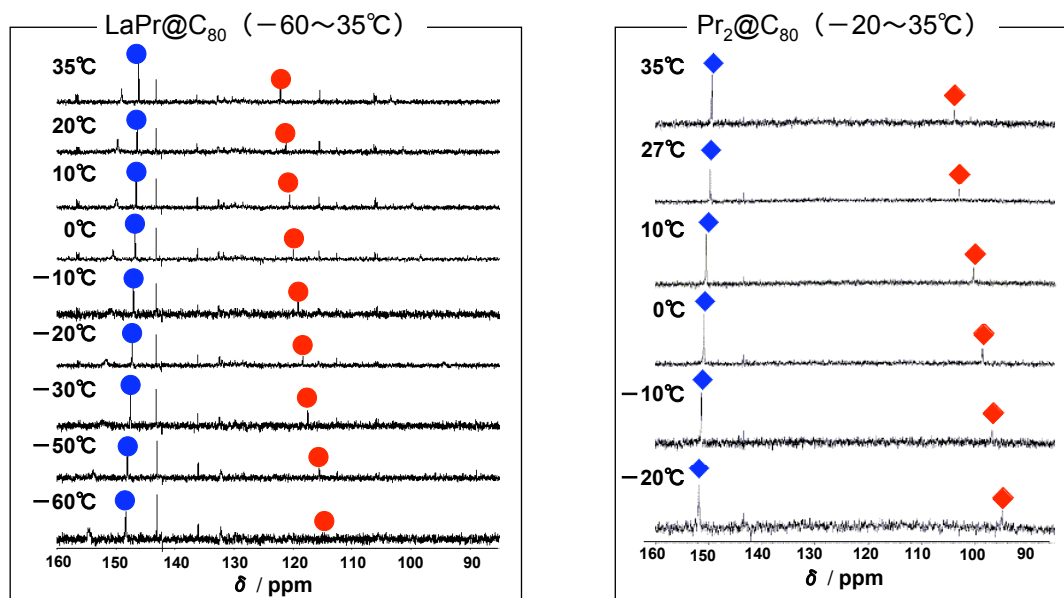 LaPr@C₈₀ (－60～35℃)
35℃
20℃
10℃
0℃
－10℃
－20℃
－30℃
－50℃
－60℃
160 150 140 130 120 110 100 90
δ / ppm
Pr₂@C₈₀ (－20～35℃)
35℃
27℃
10℃
0℃
－10℃
－20℃
160 150 140 130 120 110 100 90
δ / ppm